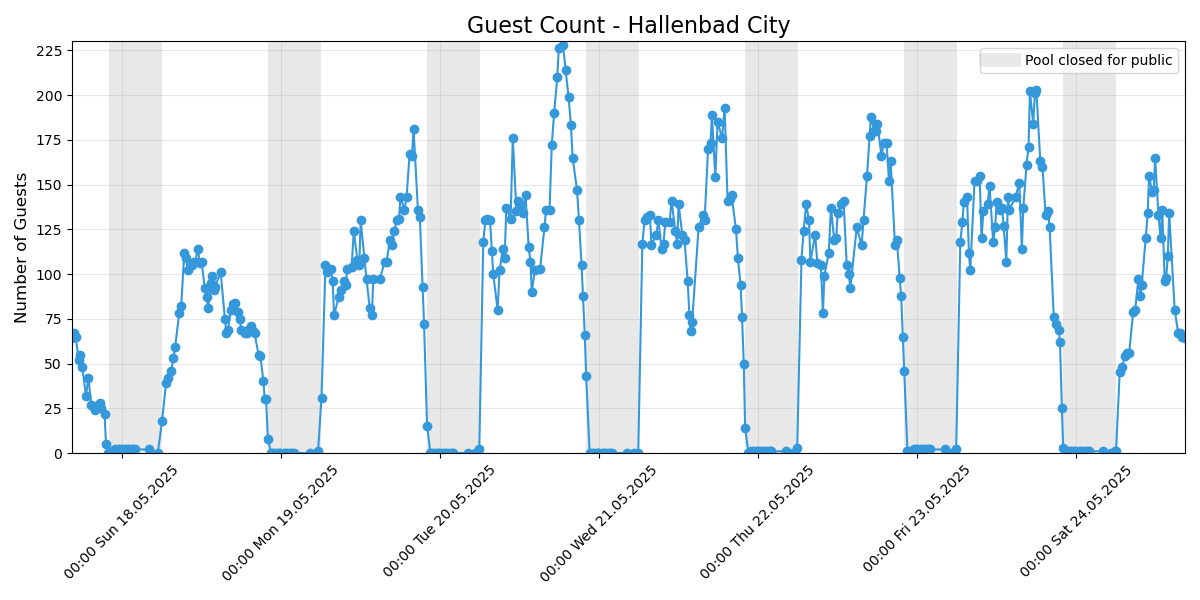 Guest Count - Hallenbad City
Pool closed for public
Number of Guests
225
200
175
150
125
100
75
50
25
0
00:00 Sun 18.05.2025
00:00 Mon 19.05.2025
00:00 Tue 20.05.2025
00:00 Wed 21.05.2025
00:00 Thu 22.05.2025
00:00 Fri 23.05.2025
00:00 Sat 24.05.2025